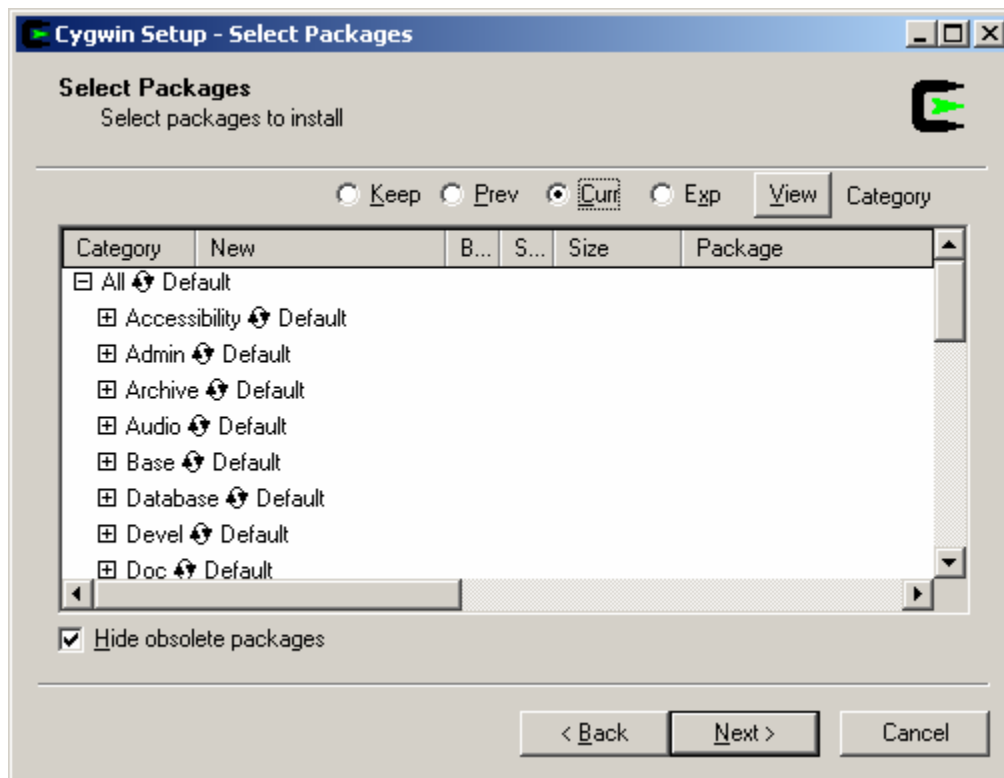 Cygwin Setup - Select Packages
Select Packages
Select packages to install
Keep Prev Curr Exp View Category
Category New B... S... Size Package
All Default
Accessibility Default
Admin Default
Archive Default
Audio Default
Base Default
Database Default
Devel Default
Doc Default
Hide obsolete packages
< Back Next > Cancel